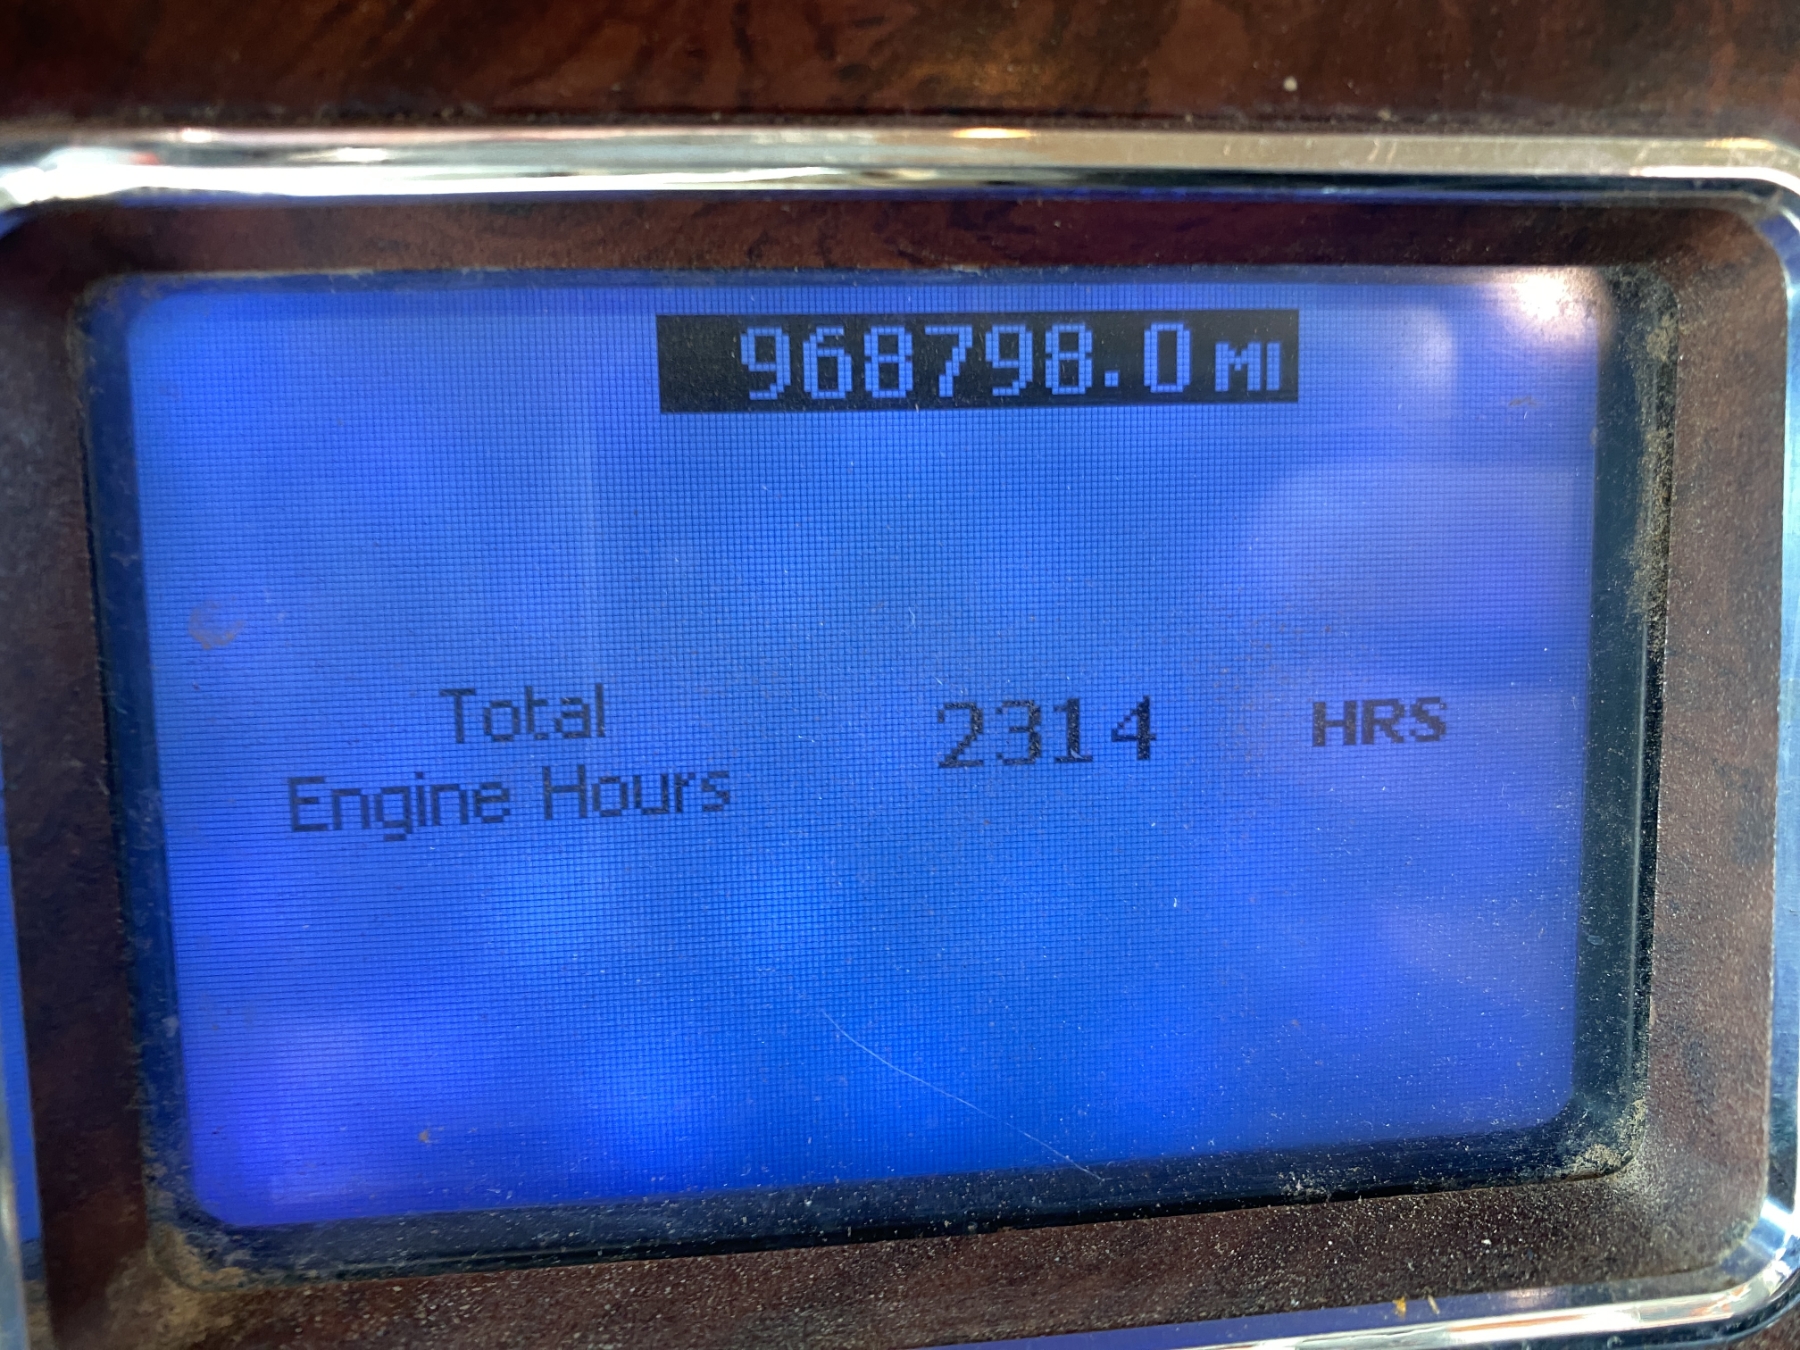 968798.0 MI
Total
Engine Hours
2314 HRS